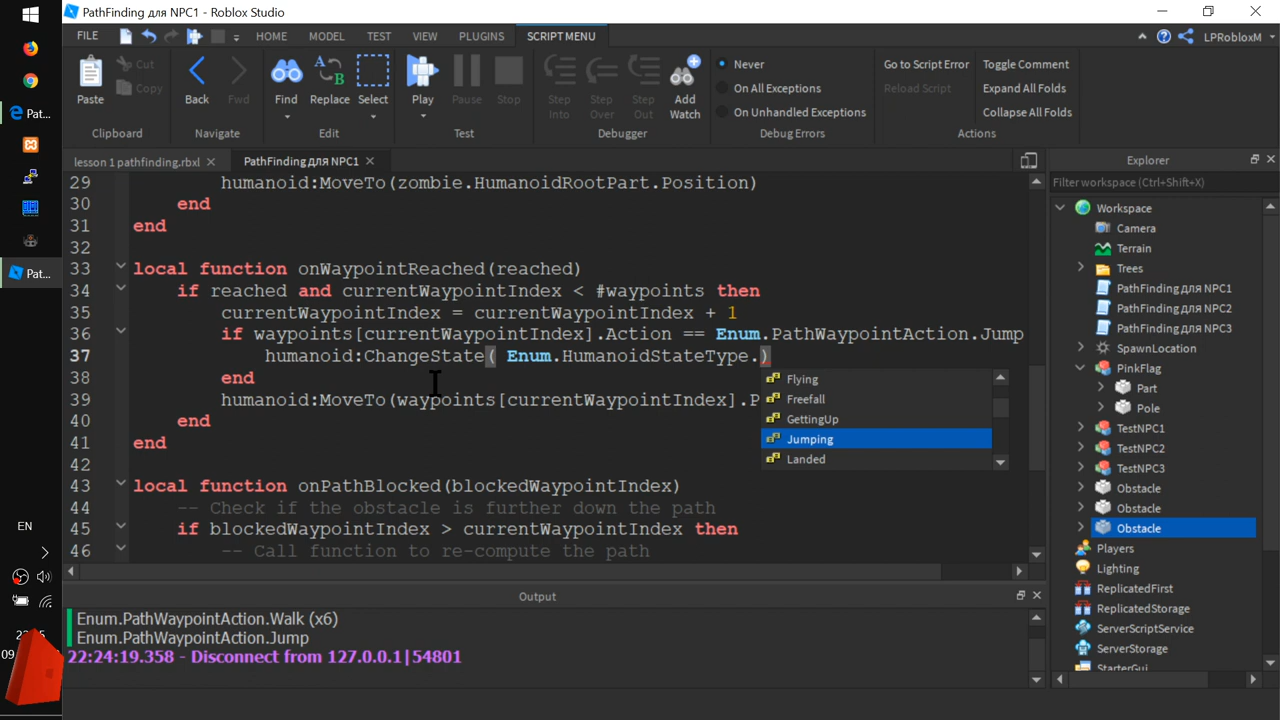 PathFinding для NPC1 - Roblox Studio
FILE HOME MODEL TEST VIEW PLUGINS SCRIPT MENU LPRobloxM
Paste Cut Copy Back Fwd Find Replace Select Play Pause Stop Step Into Step Over Step Out Add Watch
Never
On All Exceptions
On Unhandled Exceptions
Go to Script Error Toggle Comment
Reload Script Expand All Folds
Collapse All Folds
Clipboard Navigate Edit Test Debugger Debug Errors Actions
lesson 1 pathfinding.rbxl PathFinding для NPC1
29 humanoid:MoveTo(zombie.HumanoidRootPart.Position)
30 end
31 end
32
33 local function onWaypointReached(reached)
34 if reached and currentWaypointIndex < #waypoints then
35 currentWaypointIndex = currentWaypointIndex + 1
36 if waypoints[currentWaypointIndex].Action == Enum.PathWaypointAction.Jump
37 humanoid:ChangeState( Enum.HumanoidStateType.)
38 end
39 humanoid:MoveTo(waypoints[currentWaypointIndex].P
40 end
41 end
42
43 local function onPathBlocked(blockedWaypointIndex)
44 -- Check if the obstacle is further down the path
45 if blockedWaypointIndex > currentWaypointIndex then
46 -- Call function to re-compute the path
Flying
Freefall
GettingUp
Jumping
Landed
Explorer
Filter workspace (Ctrl+Shift+X)
Workspace
Camera
Terrain
Trees
PathFinding для NPC1
PathFinding для NPC2
PathFinding для NPC3
SpawnLocation
PinkFlag
Part
Pole
TestNPC1
TestNPC2
TestNPC3
Obstacle
Obstacle
Obstacle
Players
Lighting
ReplicatedFirst
ReplicatedStorage
ServerScriptService
ServerStorage
StarterGui
Output
Enum.PathWaypointAction.Walk (x6)
Enum.PathWaypointAction.Jump
22:24:19.358 - Disconnect from 127.0.0.1|54801
Pat...
Pat...
EN